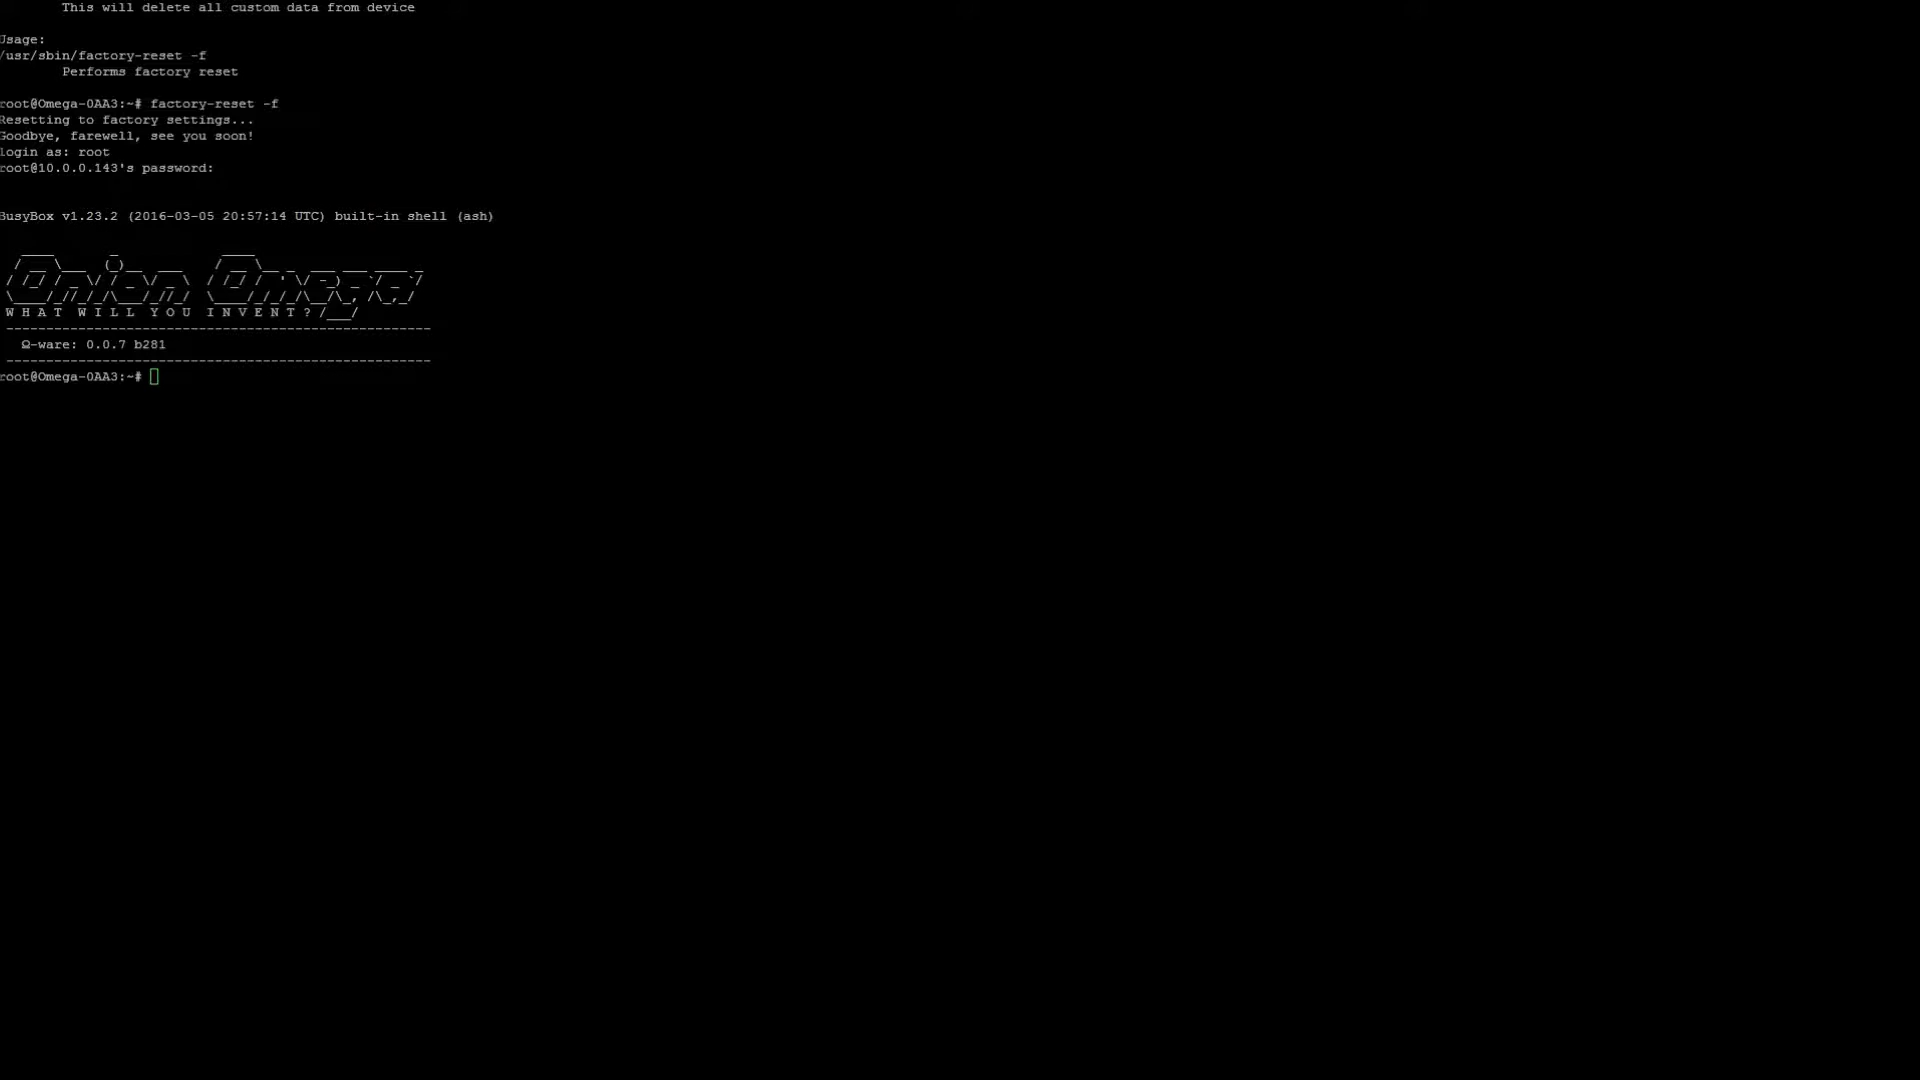 This will delete all custom data from device
Usage:
/usr/sbin/factory-reset -f
Performs factory reset
root@Omega-0AA3:~# factory-reset -f
Resetting to factory settings...
Goodbye, farewell, see you soon!
login as: root
root@10.0.0.143's password:
BusyBox v1.23.2 (2016-03-05 20:57:14 UTC) built-in shell (ash)
Onion Omega
W H A T  W I L L  Y O U  I N V E N T ?
Ω-ware: 0.0.7 b281
root@Omega-0AA3:~#